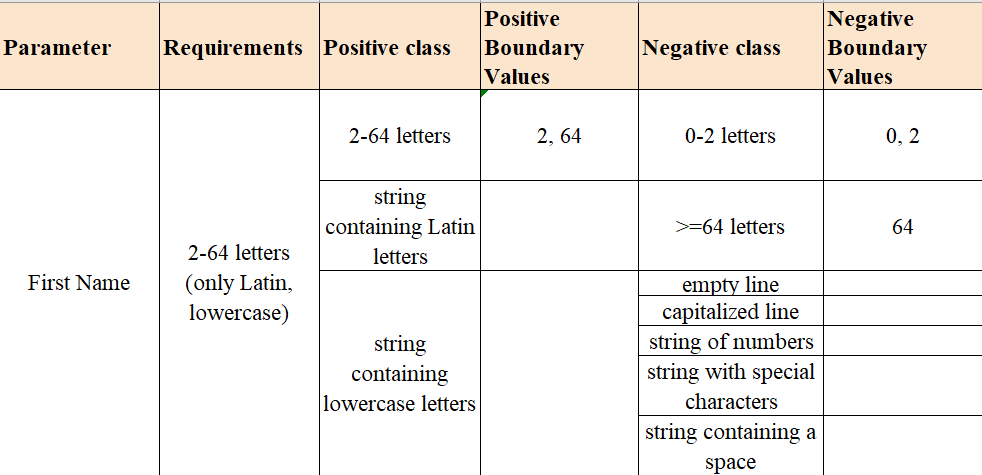 Parameter
Requirements
Positive class
Positive
Boundary
Values
Negative class
Negative
Boundary
Values
First Name
2-64 letters
(only Latin,
lowercase)
2-64 letters
2, 64
0-2 letters
0, 2
string
containing Latin
letters
>=64 letters
64
string
containing
lowercase letters
empty line
capitalized line
string of numbers
string with special
characters
string containing a
space